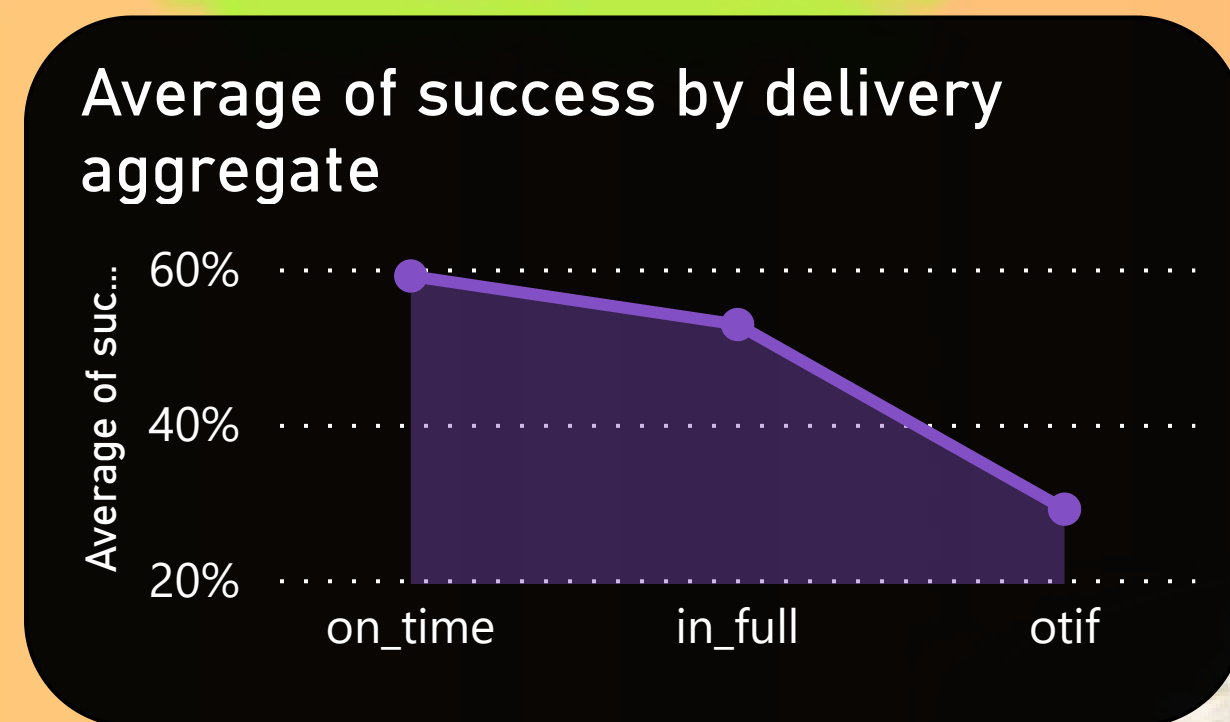 Average of success by delivery
aggregate
Average of suc...
60%
40%
20%
on_time in_full otif